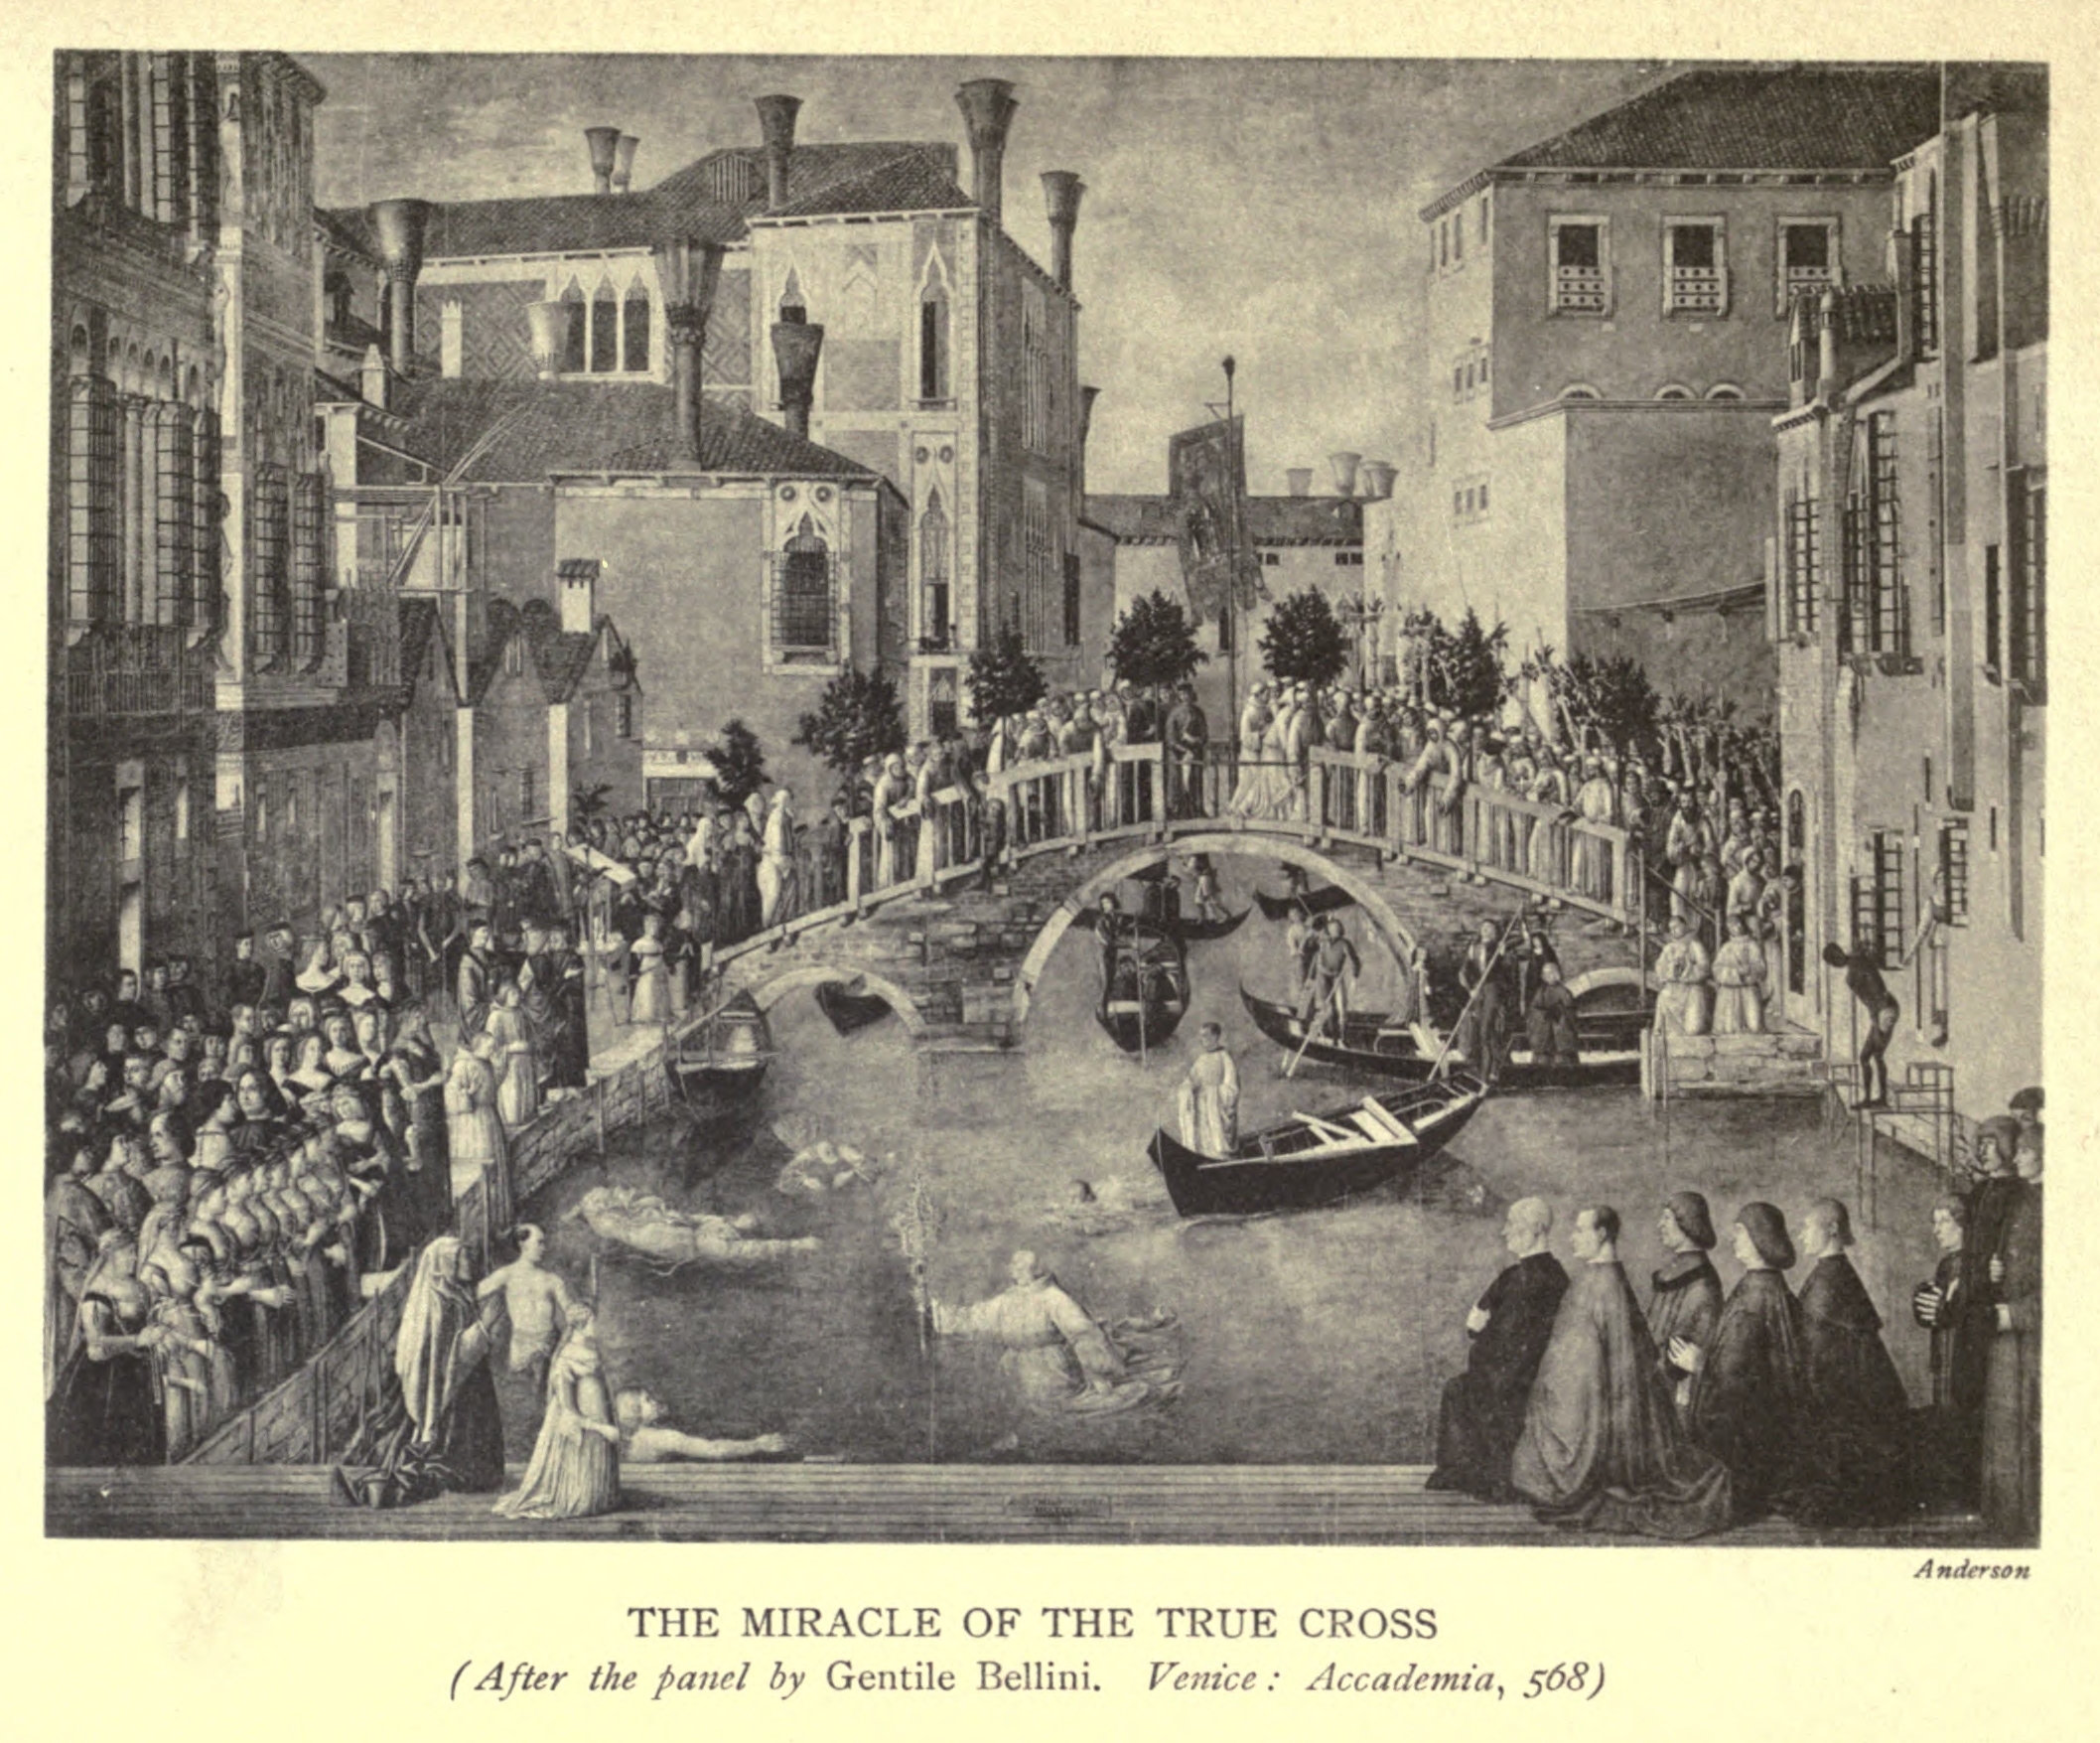 Anderson
THE MIRACLE OF THE TRUE CROSS
(After the panel by Gentile Bellini. Venice: Accademia, 568)